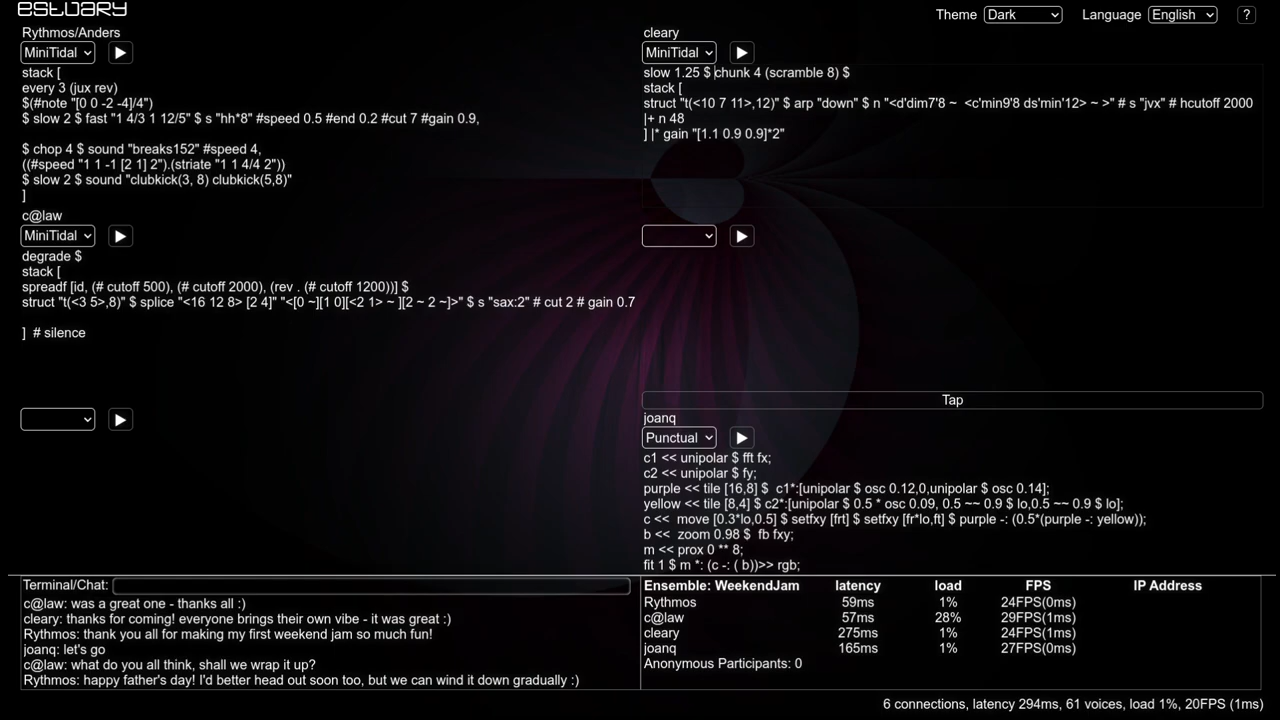 estuary
Theme Dark Language English ?
Rythmos/Anders
MiniTidal
stack [
every 3 (jux rev)
$(#note "[0 0 -2 -4]/4")
$ slow 2 $ fast "1 4/3 1 12/5" $ s "hh*8" #speed 0.5 #end 0.2 #cut 7 #gain 0.9,
$ chop 4 $ sound "breaks152" #speed 4,
((#speed "1 1 -1 [2 1] 2").(striate "1 1 4/4 2"))
$ slow 2 $ sound "clubkick(3, 8) clubkick(5,8)"
]
cleary
MiniTidal
slow 1.25 $ chunk 4 (scramble 8) $
stack [
struct "t(<10 7 11>,12)" $ arp "down" $ n "<d'dim7'8 ~  <c'min9'8 ds'min'12> ~ >" # s "jvx" # hcutoff 2000
|+ n 48
] |* gain "[1.1 0.9 0.9]*2"
c@law
MiniTidal
degrade $
stack [
spreadf [id, (# cutoff 500), (# cutoff 2000), (rev . (# cutoff 1200))] $
struct "t(<3 5>,8)" $ splice "<16 12 8> [2 4]" "<[0 ~][1 0][<2 1> ~ ][2 ~ 2 ~]>" $ s "sax:2" # cut 2 # gain 0.7
]  # silence
Tap
joanq
Punctual
c1 << unipolar $ fft fx;
c2 << unipolar $ fy;
purple << tile [16,8] $  c1*:[unipolar $ osc 0.12,0,unipolar $ osc 0.14];
yellow << tile [8,4] $ c2*:[unipolar $ 0.5 * osc 0.09, 0.5 ~~ 0.9 $ lo,0.5 ~~ 0.9 $ lo];
c <<  move [0.3*lo,0.5] $ setfxy [frt] $ setfxy [fr*lo,ft] $ purple -: (0.5*(purple -: yellow));
b <<  zoom 0.98 $  fb fxy;
m << prox 0 ** 8;
fit 1 $ m *: (c -: ( b))>> rgb;
Terminal/Chat:
c@law: was a great one - thanks all :)
cleary: thanks for coming! everyone brings their own vibe - it was great :)
Rythmos: thank you all for making my first weekend jam so much fun!
joanq: let's go
c@law: what do you all think, shall we wrap it up?
Rythmos: happy father's day! I'd better head out soon too, but we can wind it down gradually :)
Ensemble: WeekendJam latency load FPS IP Address
Rythmos 59ms 1% 24FPS(0ms)
c@law 57ms 28% 29FPS(1ms)
cleary 275ms 1% 24FPS(1ms)
joanq 165ms 1% 27FPS(0ms)
Anonymous Participants: 0
6 connections, latency 294ms, 61 voices, load 1%, 20FPS (1ms)